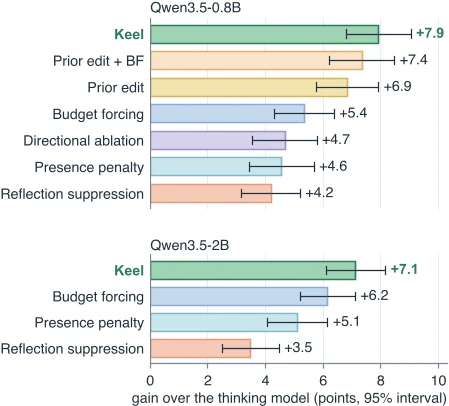 Qwen3.5-0.8B
Keel +7.9
Prior edit + BF +7.4
Prior edit +6.9
Budget forcing +5.4
Directional ablation +4.7
Presence penalty +4.6
Reflection suppression +4.2
Qwen3.5-2B
Keel +7.1
Budget forcing +6.2
Presence penalty +5.1
Reflection suppression +3.5
0 2 4 6 8 10
gain over the thinking model (points, 95% interval)